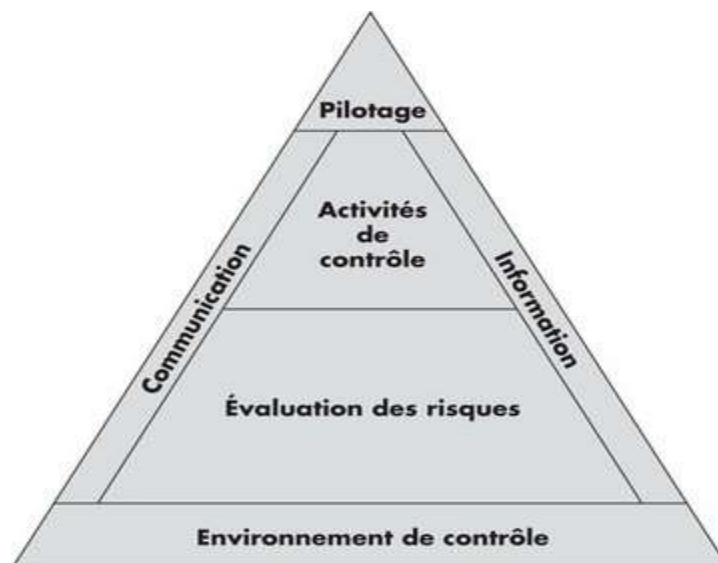 Pilotage
Activités
de
contrôle
Communication
Information
Évaluation des risques
Environnement de contrôle